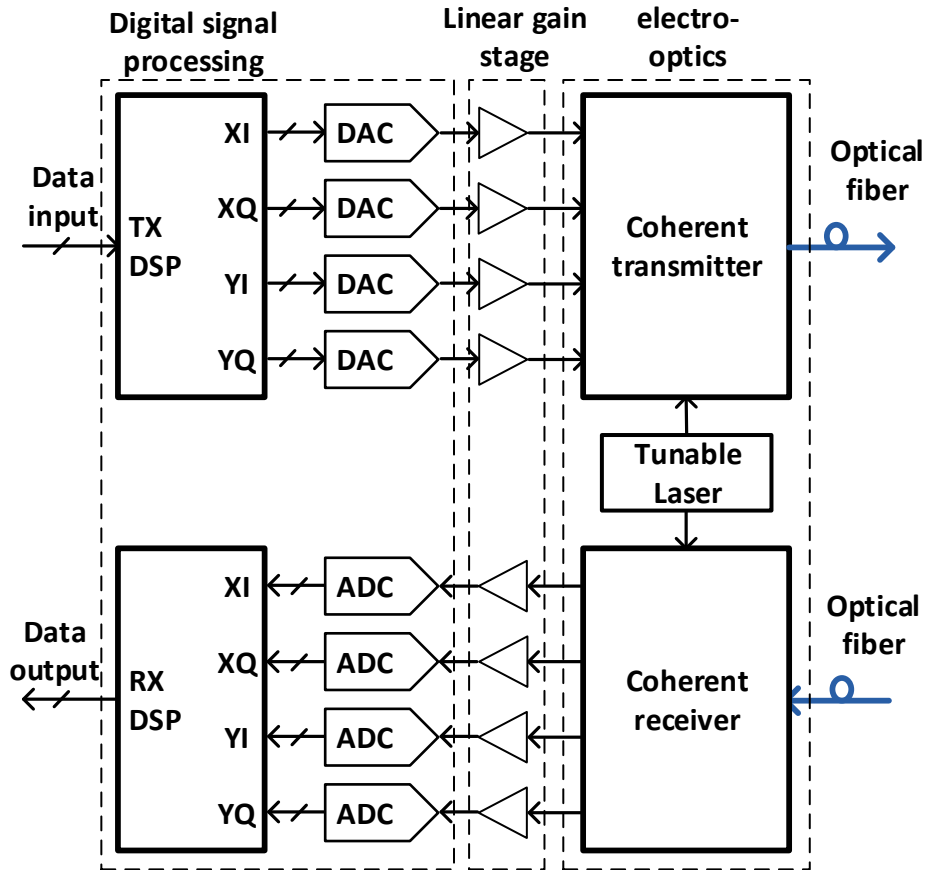 Digital signal
processing
Linear gain
stage
electro-
optics
Data
input
TX
DSP
XI
XQ
YI
YQ
DAC
DAC
DAC
DAC
Coherent
transmitter
Optical
fiber
Tunable
Laser
Data
output
RX
DSP
XI
XQ
YI
YQ
ADC
ADC
ADC
ADC
Coherent
receiver
Optical
fiber